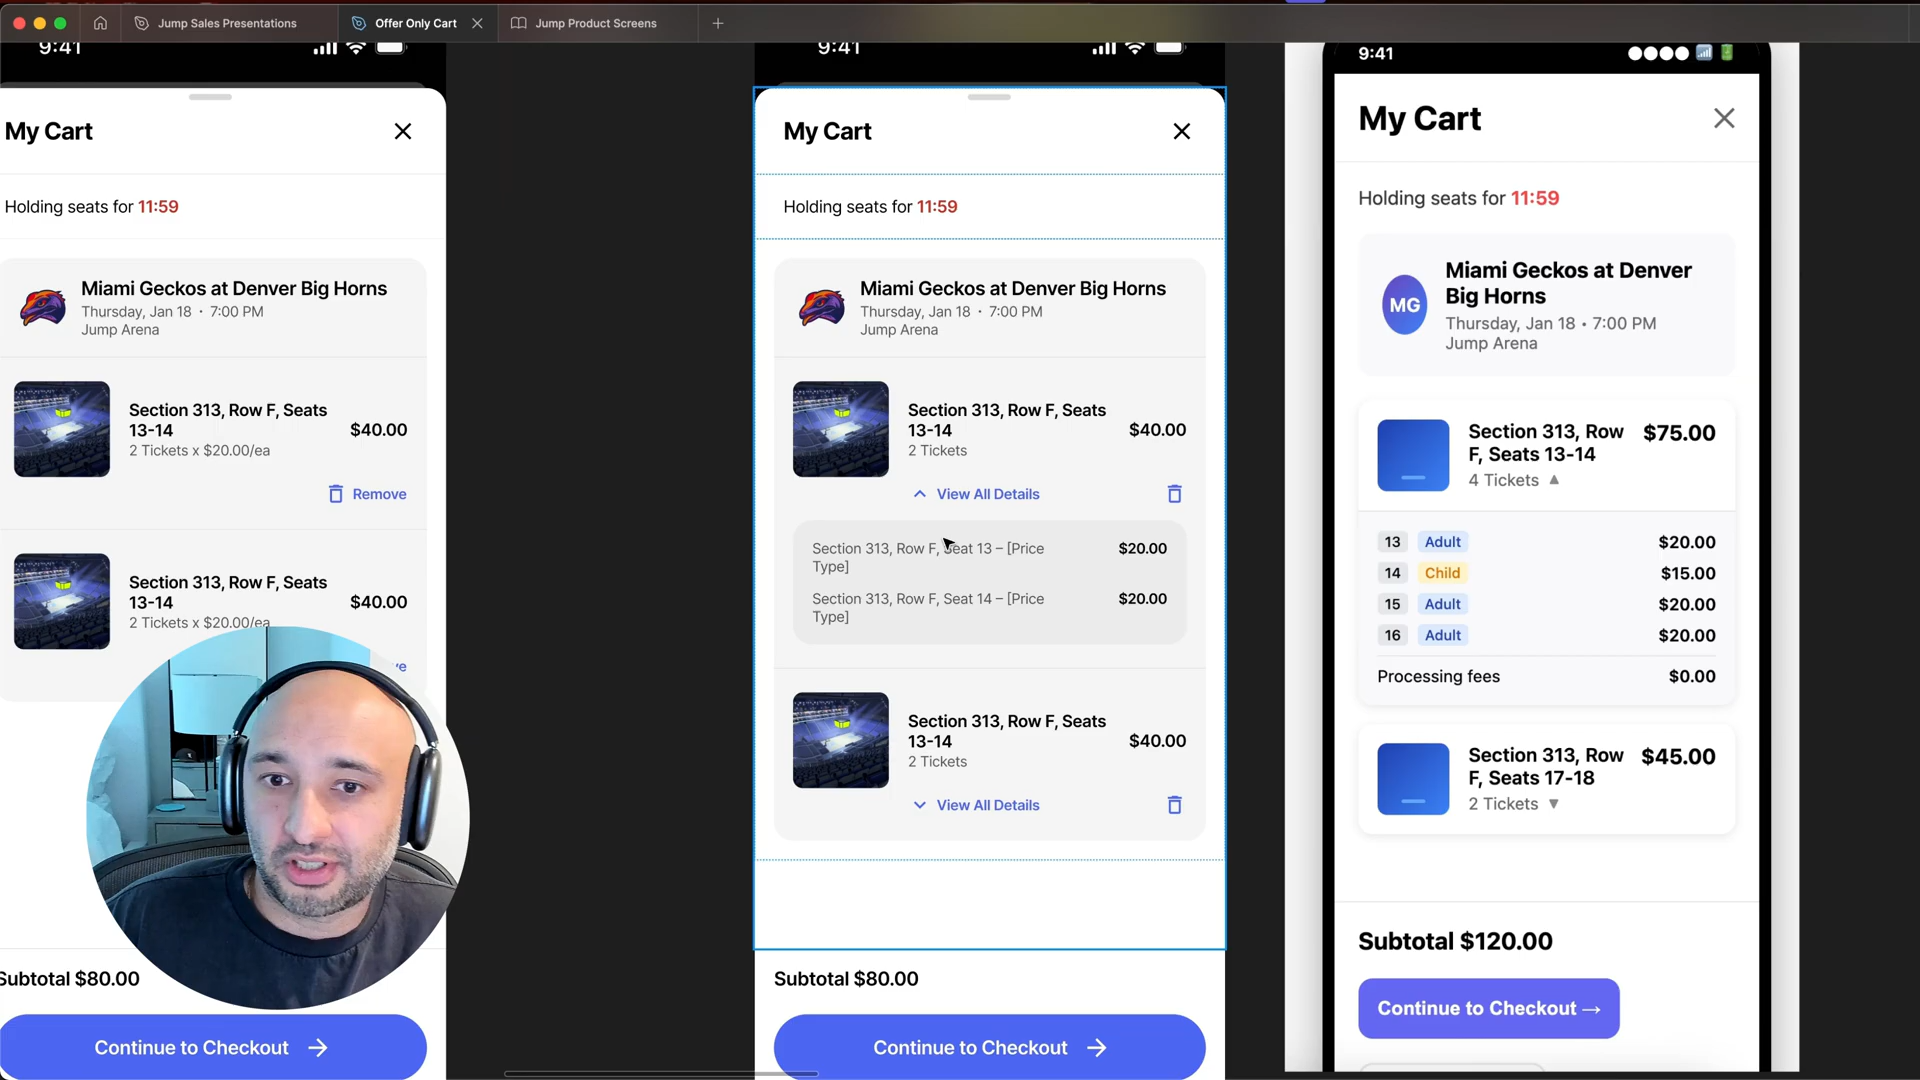 Jump Sales Presentations
Offer Only Cart
Jump Product Screens
9:41
My Cart
Holding seats for 11:59
Miami Geckos at Denver Big Horns
Thursday, Jan 18 • 7:00 PM
Jump Arena
Section 313, Row F, Seats
13-14
$40.00
2 Tickets x $20.00/ea
Remove
Section 313, Row F, Seats
13-14
$40.00
2 Tickets x $20.00/ea
Subtotal $80.00
Continue to Checkout →
9:41
My Cart
Holding seats for 11:59
Miami Geckos at Denver Big Horns
Thursday, Jan 18 • 7:00 PM
Jump Arena
Section 313, Row F, Seats
13-14
$40.00
2 Tickets
View All Details
Section 313, Row F, Seat 13 – [Price
Type]
$20.00
Section 313, Row F, Seat 14 – [Price
Type]
$20.00
Section 313, Row F, Seats
13-14
$40.00
2 Tickets
View All Details
Subtotal $80.00
Continue to Checkout →
9:41
My Cart
Holding seats for 11:59
MG
Miami Geckos at Denver
Big Horns
Thursday, Jan 18 • 7:00 PM
Jump Arena
Section 313, Row
F, Seats 13-14
$75.00
4 Tickets ▲
13 Adult $20.00
14 Child $15.00
15 Adult $20.00
16 Adult $20.00
Processing fees $0.00
Section 313, Row
F, Seats 17-18
$45.00
2 Tickets ▼
Subtotal $120.00
Continue to Checkout →